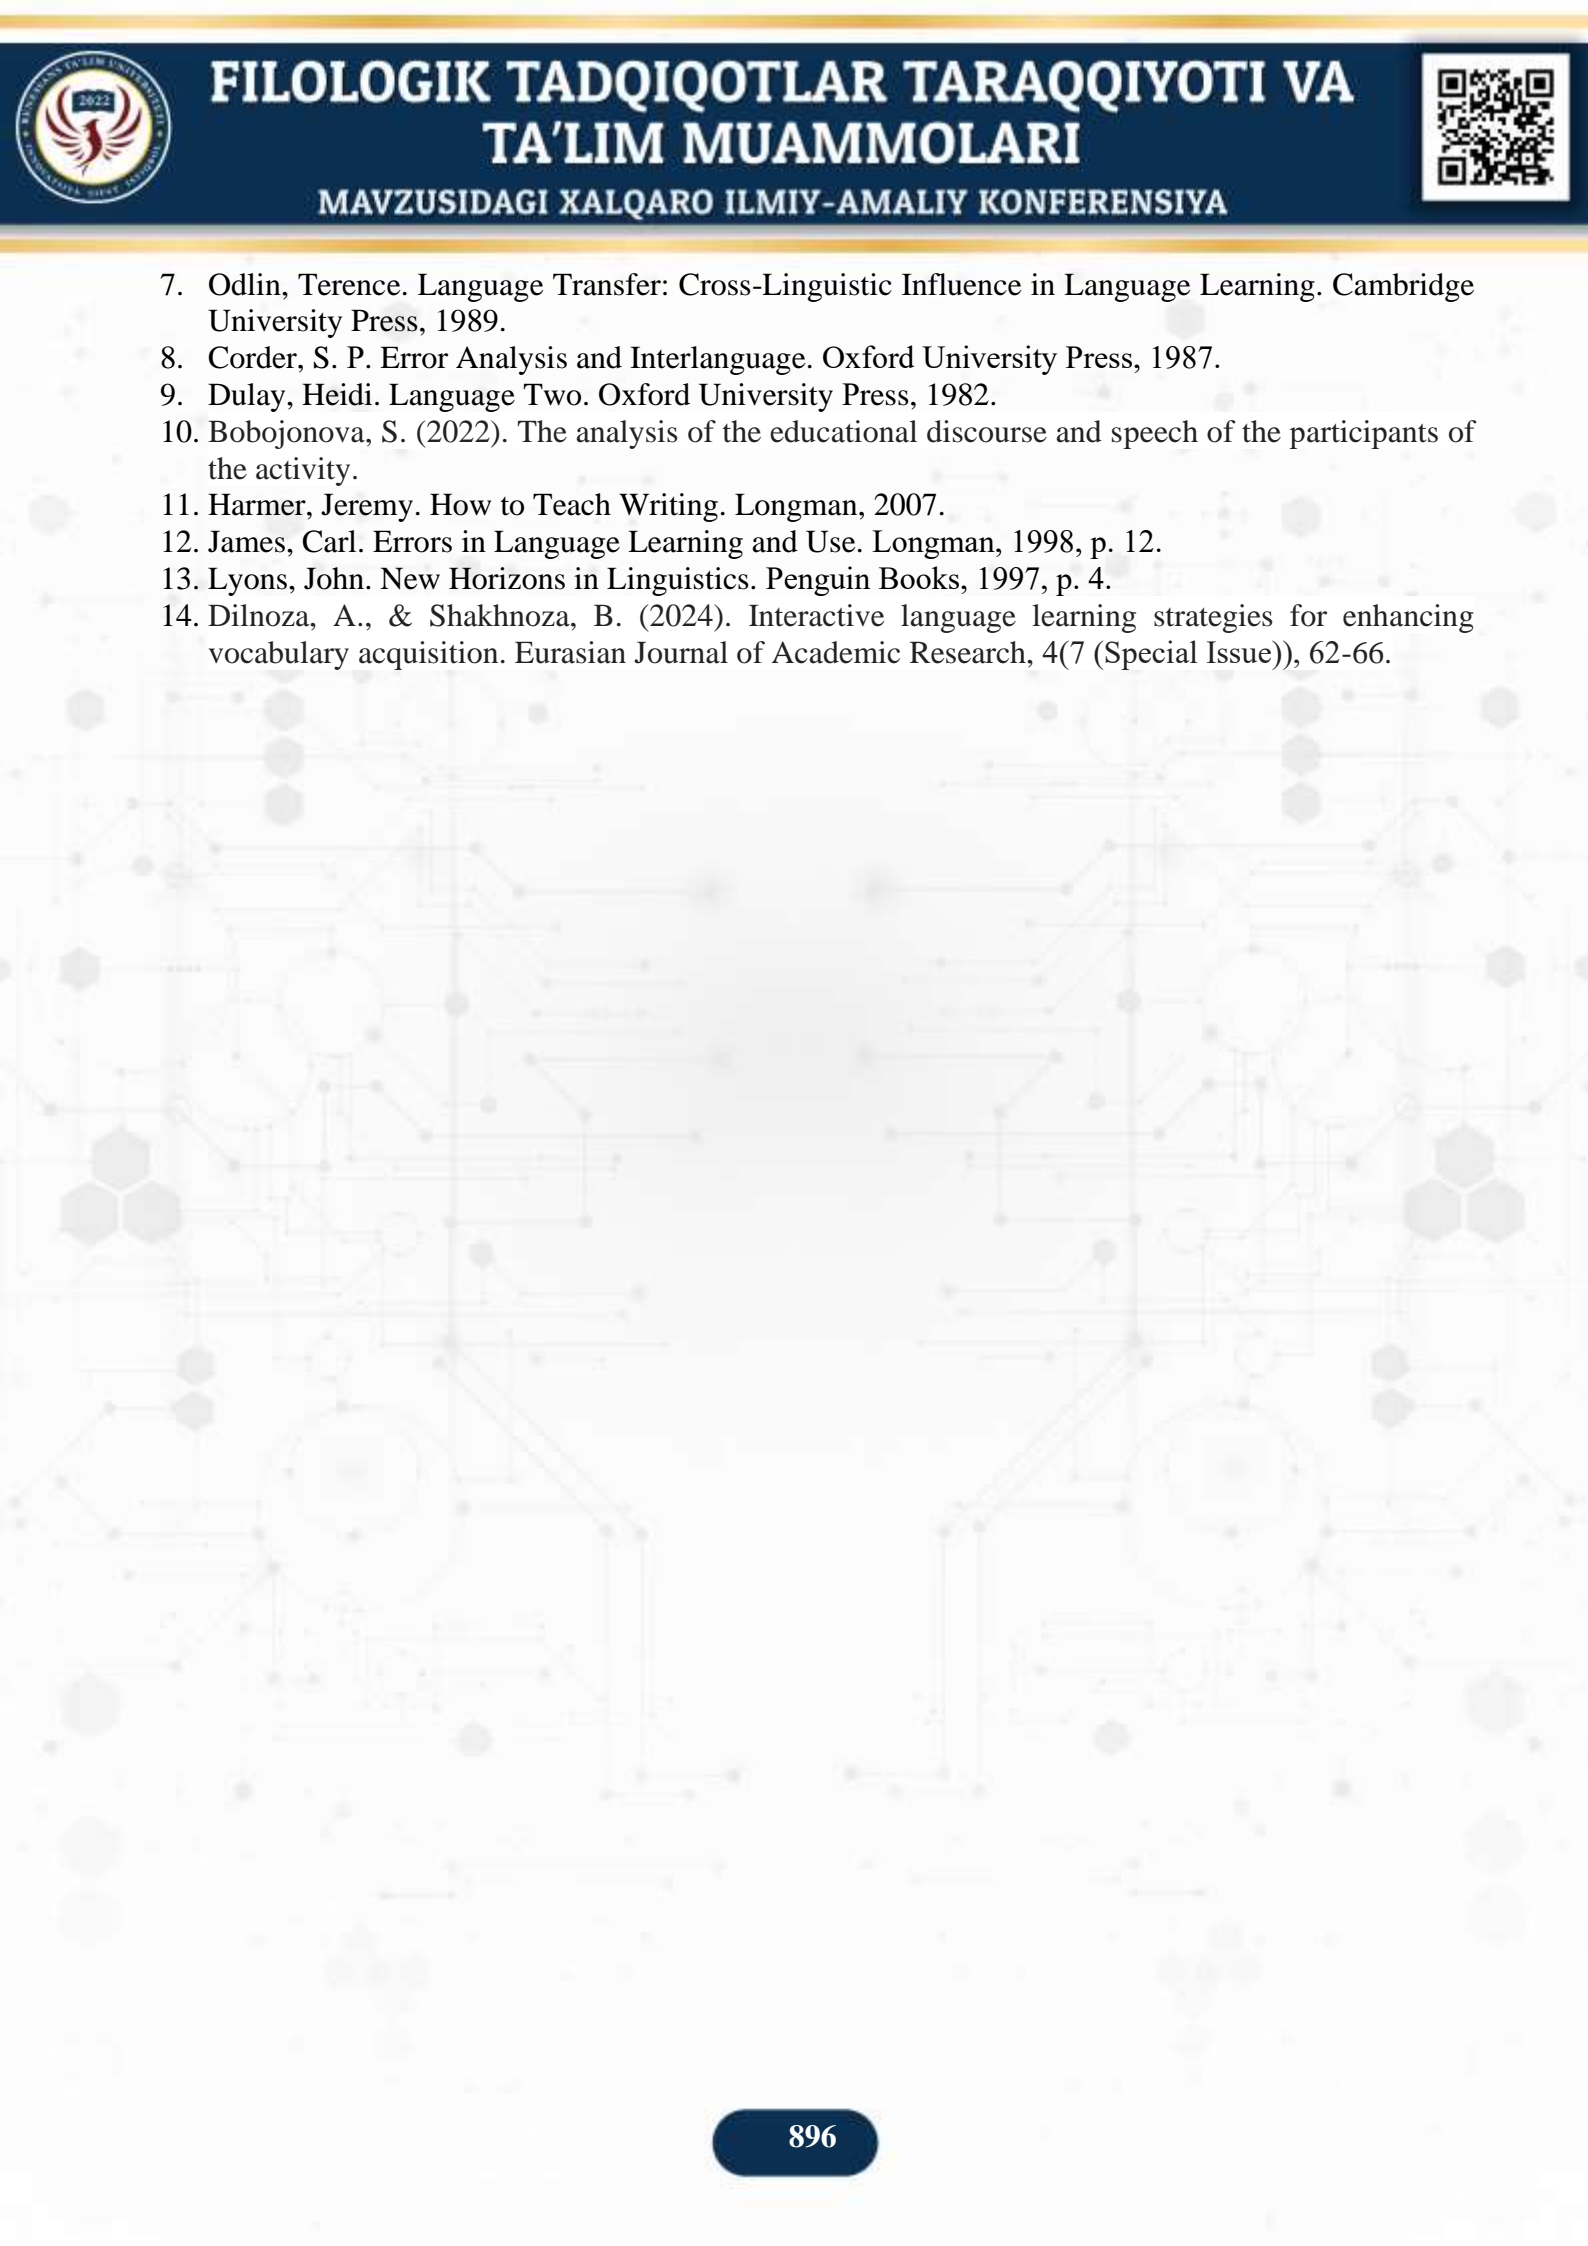 FILOLOGIK TADQIQOTLAR TARAQQIYOTI VA
TA’LIM MUAMMOLARI
MAVZUSIDAGI XALQARO ILMIY-AMALIY KONFERENSIYA
2022
7. Odlin, Terence. Language Transfer: Cross-Linguistic Influence in Language Learning. Cambridge
University Press, 1989.
8. Corder, S. P. Error Analysis and Interlanguage. Oxford University Press, 1987.
9. Dulay, Heidi. Language Two. Oxford University Press, 1982.
10. Bobojonova, S. (2022). The analysis of the educational discourse and speech of the participants of
the activity.
11. Harmer, Jeremy. How to Teach Writing. Longman, 2007.
12. James, Carl. Errors in Language Learning and Use. Longman, 1998, p. 12.
13. Lyons, John. New Horizons in Linguistics. Penguin Books, 1997, p. 4.
14. Dilnoza, A., & Shakhnoza, B. (2024). Interactive language learning strategies for enhancing
vocabulary acquisition. Eurasian Journal of Academic Research, 4(7 (Special Issue)), 62-66.
896